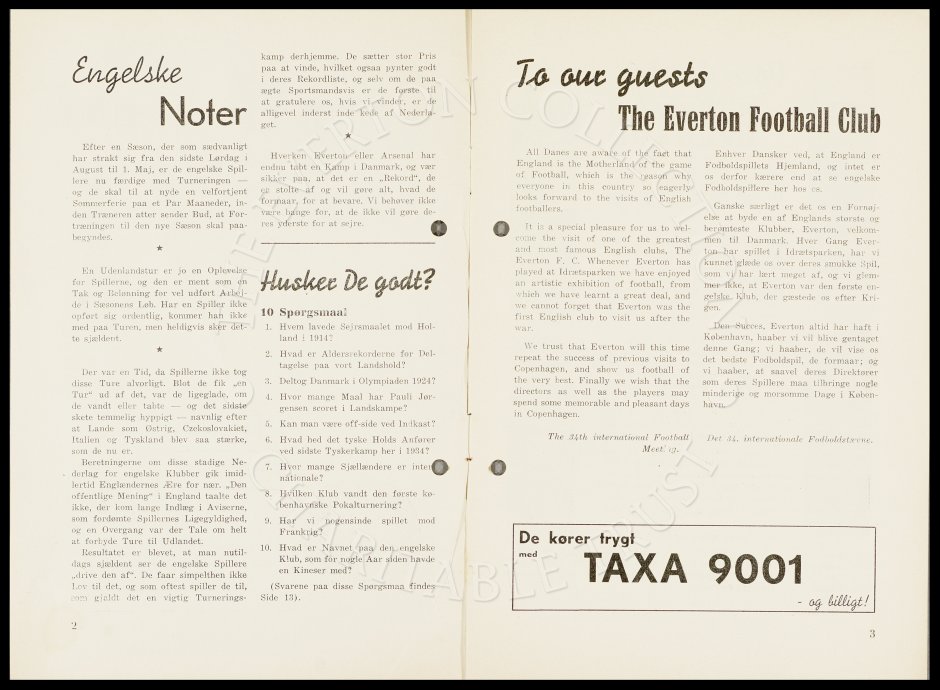 Engelske
Noter
Efter en Sæson, der som sædvanligt
har strakt sig fra den sidste Lørdag i
August til 1. Maj, er de engelske Spil-
lere nu færdige med Turneringen —
og de skal til at nyde en velfortjent
Sommerferie paa et Par Maaneder, in-
den Træneren atter sender Bud, at For-
træningen til den nye Sæson skal paa-
begyndes.
★
En Udenlandstur er jo en Oplevelse
for Spillerne, og den er ment som en
Tak og Belønning for vel udført Arbej-
de i Sæsonens Løb. Har en Spiller ikke
opført sig ordentlig, kommer han ikke
med paa Turen, men heldigvis sker det-
te sjældent.
★
Der var en Tid, da Spillerne ikke tog
disse Ture alvorligt. Blot de fik „en
Tur“ ud af det, var de ligeglade, om
de vandt eller tabte — og det sidste
skete temmelig hyppigt — navnlig efter
at Lande som Østrig, Czekoslovakiet,
Italien og Tyskland blev saa stærke,
som de nu er.
Beretningerne om disse stadige Ne-
derlag for engelske Klubber gik imid-
lertid Englændernes Ære for nær. „Den
offentlige Mening“ i England taalte det
ikke, der kom lange Indlæg i Aviserne,
som fordømte Spillernes Ligegyldighed,
og en Overgang var der Tale om helt
at forbyde Ture til Udlandet.
Resultatet er blevet, at man nutil-
dags sjældent ser de engelske Spillere
„drive den af“. De faar simpelthen ikke
Lov til det, og som oftest spiller de til,
som gjaldt det en vigtig Turnerings-
kamp derhjemme. De sætter stor Pris
paa at vinde, hvilket ogsaa pynter godt
i deres Rekordliste, og selv om de paa
ægte Sportsmandsvis er de første til
at gratulere os, hvis vi vinder, er de
alligevel inderst inde kede af Nederla-
get.
★
Hverken Everton eller Arsenal har
endnu tabt en Kamp i Danmark, og vær
sikker paa, at det er en „Rekord“, de
er stolte af og vil gøre alt, hvad de
formaar, for at bevare. Vi behøver ikke
være bange for, at de ikke vil gøre de-
res yderste for at sejre.
Husker De godt?
10 Spørgsmaal
1. Hvem lavede Sejrsmaalet mod Hol-
land i 1914?
2. Hvad er Aldersrekorderne for Del-
tagelse paa vort Landshold?
3. Deltog Danmark i Olympiaden 1924?
4. Hvor mange Maal har Pauli Jør-
gensen scoret i Landskampe?
5. Kan man være off-side ved Indkast?
6. Hvad hed det tyske Holds Anfører
ved sidste Tyskerkamp her i 1934?
7. Hvor mange Sjællændere er inter-
nationale?
8. Hvilken Klub vandt den første kø-
benhavnske Pokalturnering?
9. Har vi nogensinde spillet mod
Frankrig?
10. Hvad er Navnet paa den engelske
Klub, som for nogle Aar siden havde
en Kineser med?
(Svarene paa disse Spørgsmaa findes
Side 13).
2
To our guests
The Everton Football Club
All Danes are aware of the fact that
England is the Motherland of the game
of Football, which is the reason why
everyone in this country so eagerly
looks forward to the visits of English
footballers.
It is a special pleasure for us to wel-
come the visit of one of the greatest
and most famous English clubs, The
Everton F. C. Whenever Everton has
played at Idrætsparken we have enjoyed
an artistic exhibition of football, from
which we have learnt a great deal, and
we cannot forget that Everton was the
first English club to visit us after the
war.
We trust that Everton will this time
repeat the success of previous visits to
Copenhagen, and show us football of
the very best. Finally we wish that the
directors as well as the players may
spend some memorable and pleasant days
in Copenhagen.
The 34th international Football
Enhver Dansker ved, at England er
Fodboldspillets Hjemland, og intet er
os derfor kærere end at se engelske
Fodboldspillere her hos os.
Ganske særligt er det os en Fornøj-
else at byde en af Englands største og
berømteste Klubber, Everton, velkom-
men til Danmark. Hver Gang Ever-
ton har spillet i Idrætsparken, har vi
kunnet glæde os over deres smukke Spil,
som vi har lært meget af, og vi glem-
mer ikke, at Everton var den første en-
gelske Klub, der gæstede os efter Kri-
gen.
Den Succes, Everton altid har haft i
København, haaber vi vil blive gentaget
denne Gang; vi haaber, de vil vise os
det bedste Fodboldspil, de formaar; og
vi haaber, at saavel deres Direktører
som deres Spillere maa tilbringe nogle
minderige og morsomme Dage i Køben-
havn.
Det 34. internationale Fodboldstævne.
De kører trygt
med
TAXA 9001
- og billigt!
3